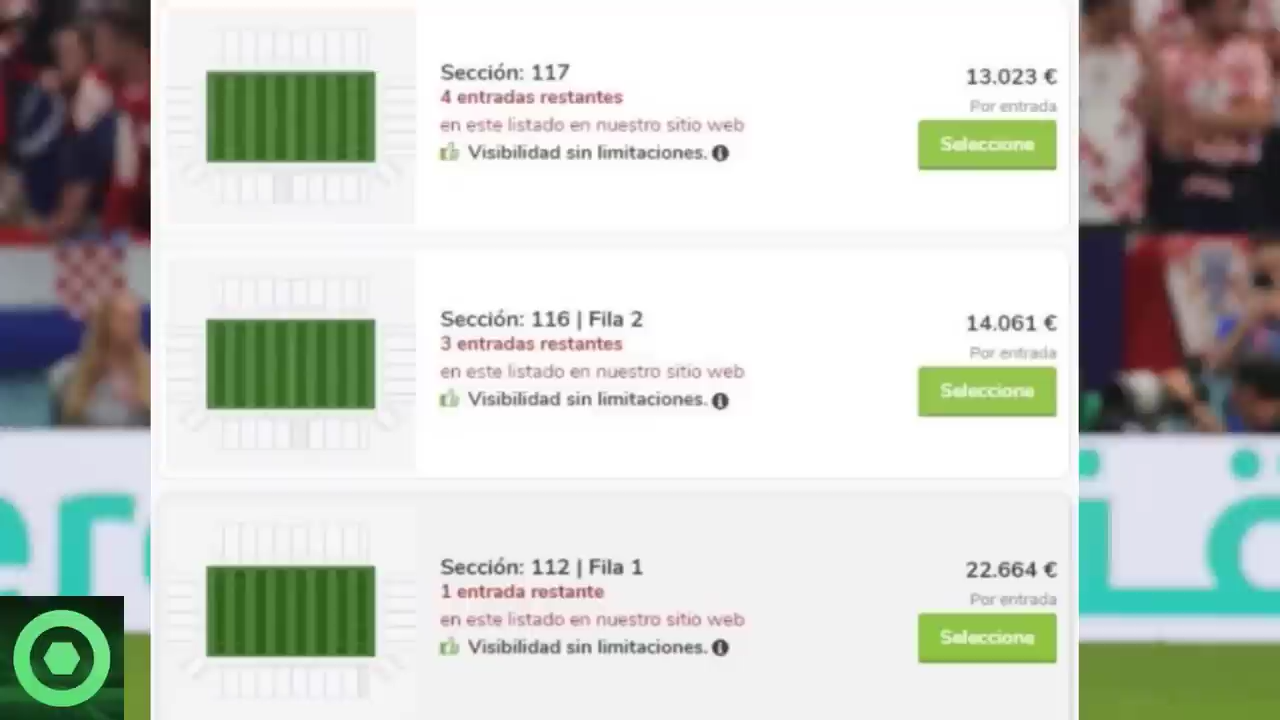 Sección: 117
4 entradas restantes
en este listado en nuestro sitio web
Visibilidad sin limitaciones.
13.023 €
Por entrada
Seleccione
Sección: 116 | Fila 2
3 entradas restantes
en este listado en nuestro sitio web
Visibilidad sin limitaciones.
14.061 €
Por entrada
Seleccione
Sección: 112 | Fila 1
1 entrada restante
en este listado en nuestro sitio web
Visibilidad sin limitaciones.
22.664 €
Por entrada
Seleccione